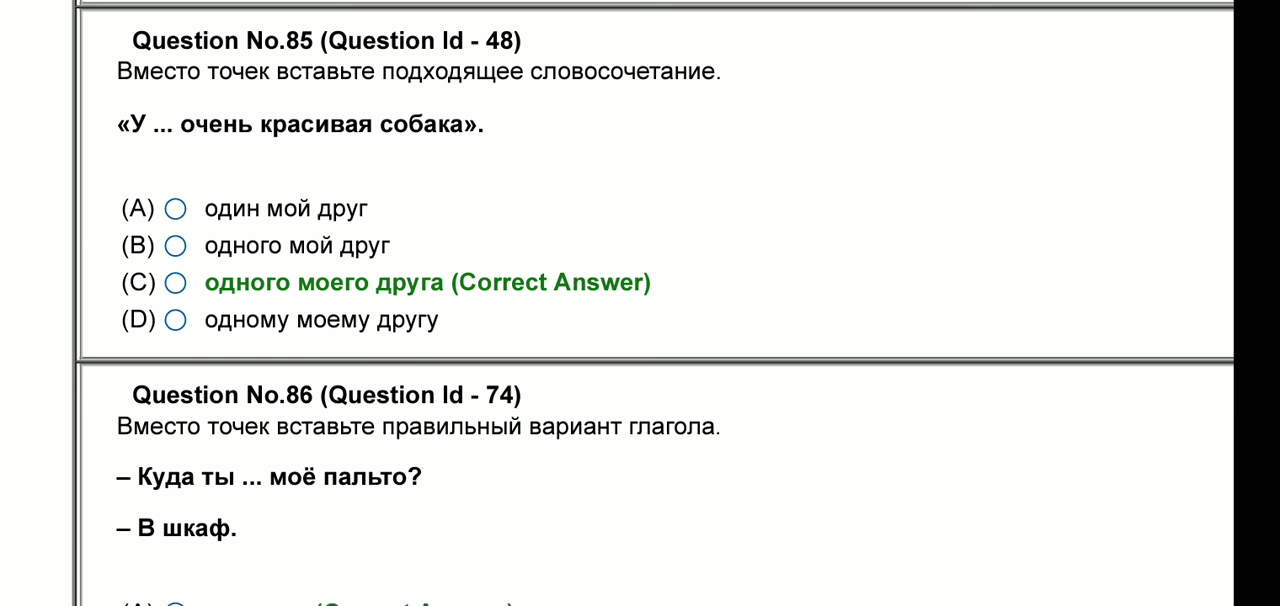 Question No.85 (Question Id - 48)
Вместо точек вставьте подходящее словосочетание.
«У ... очень красивая собака».
(A) один мой друг
(B) одного мой друг
(C) одного моего друга (Correct Answer)
(D) одному моему другу
Question No.86 (Question Id - 74)
Вместо точек вставьте правильный вариант глагола.
– Куда ты ... моё пальто?
– В шкаф.